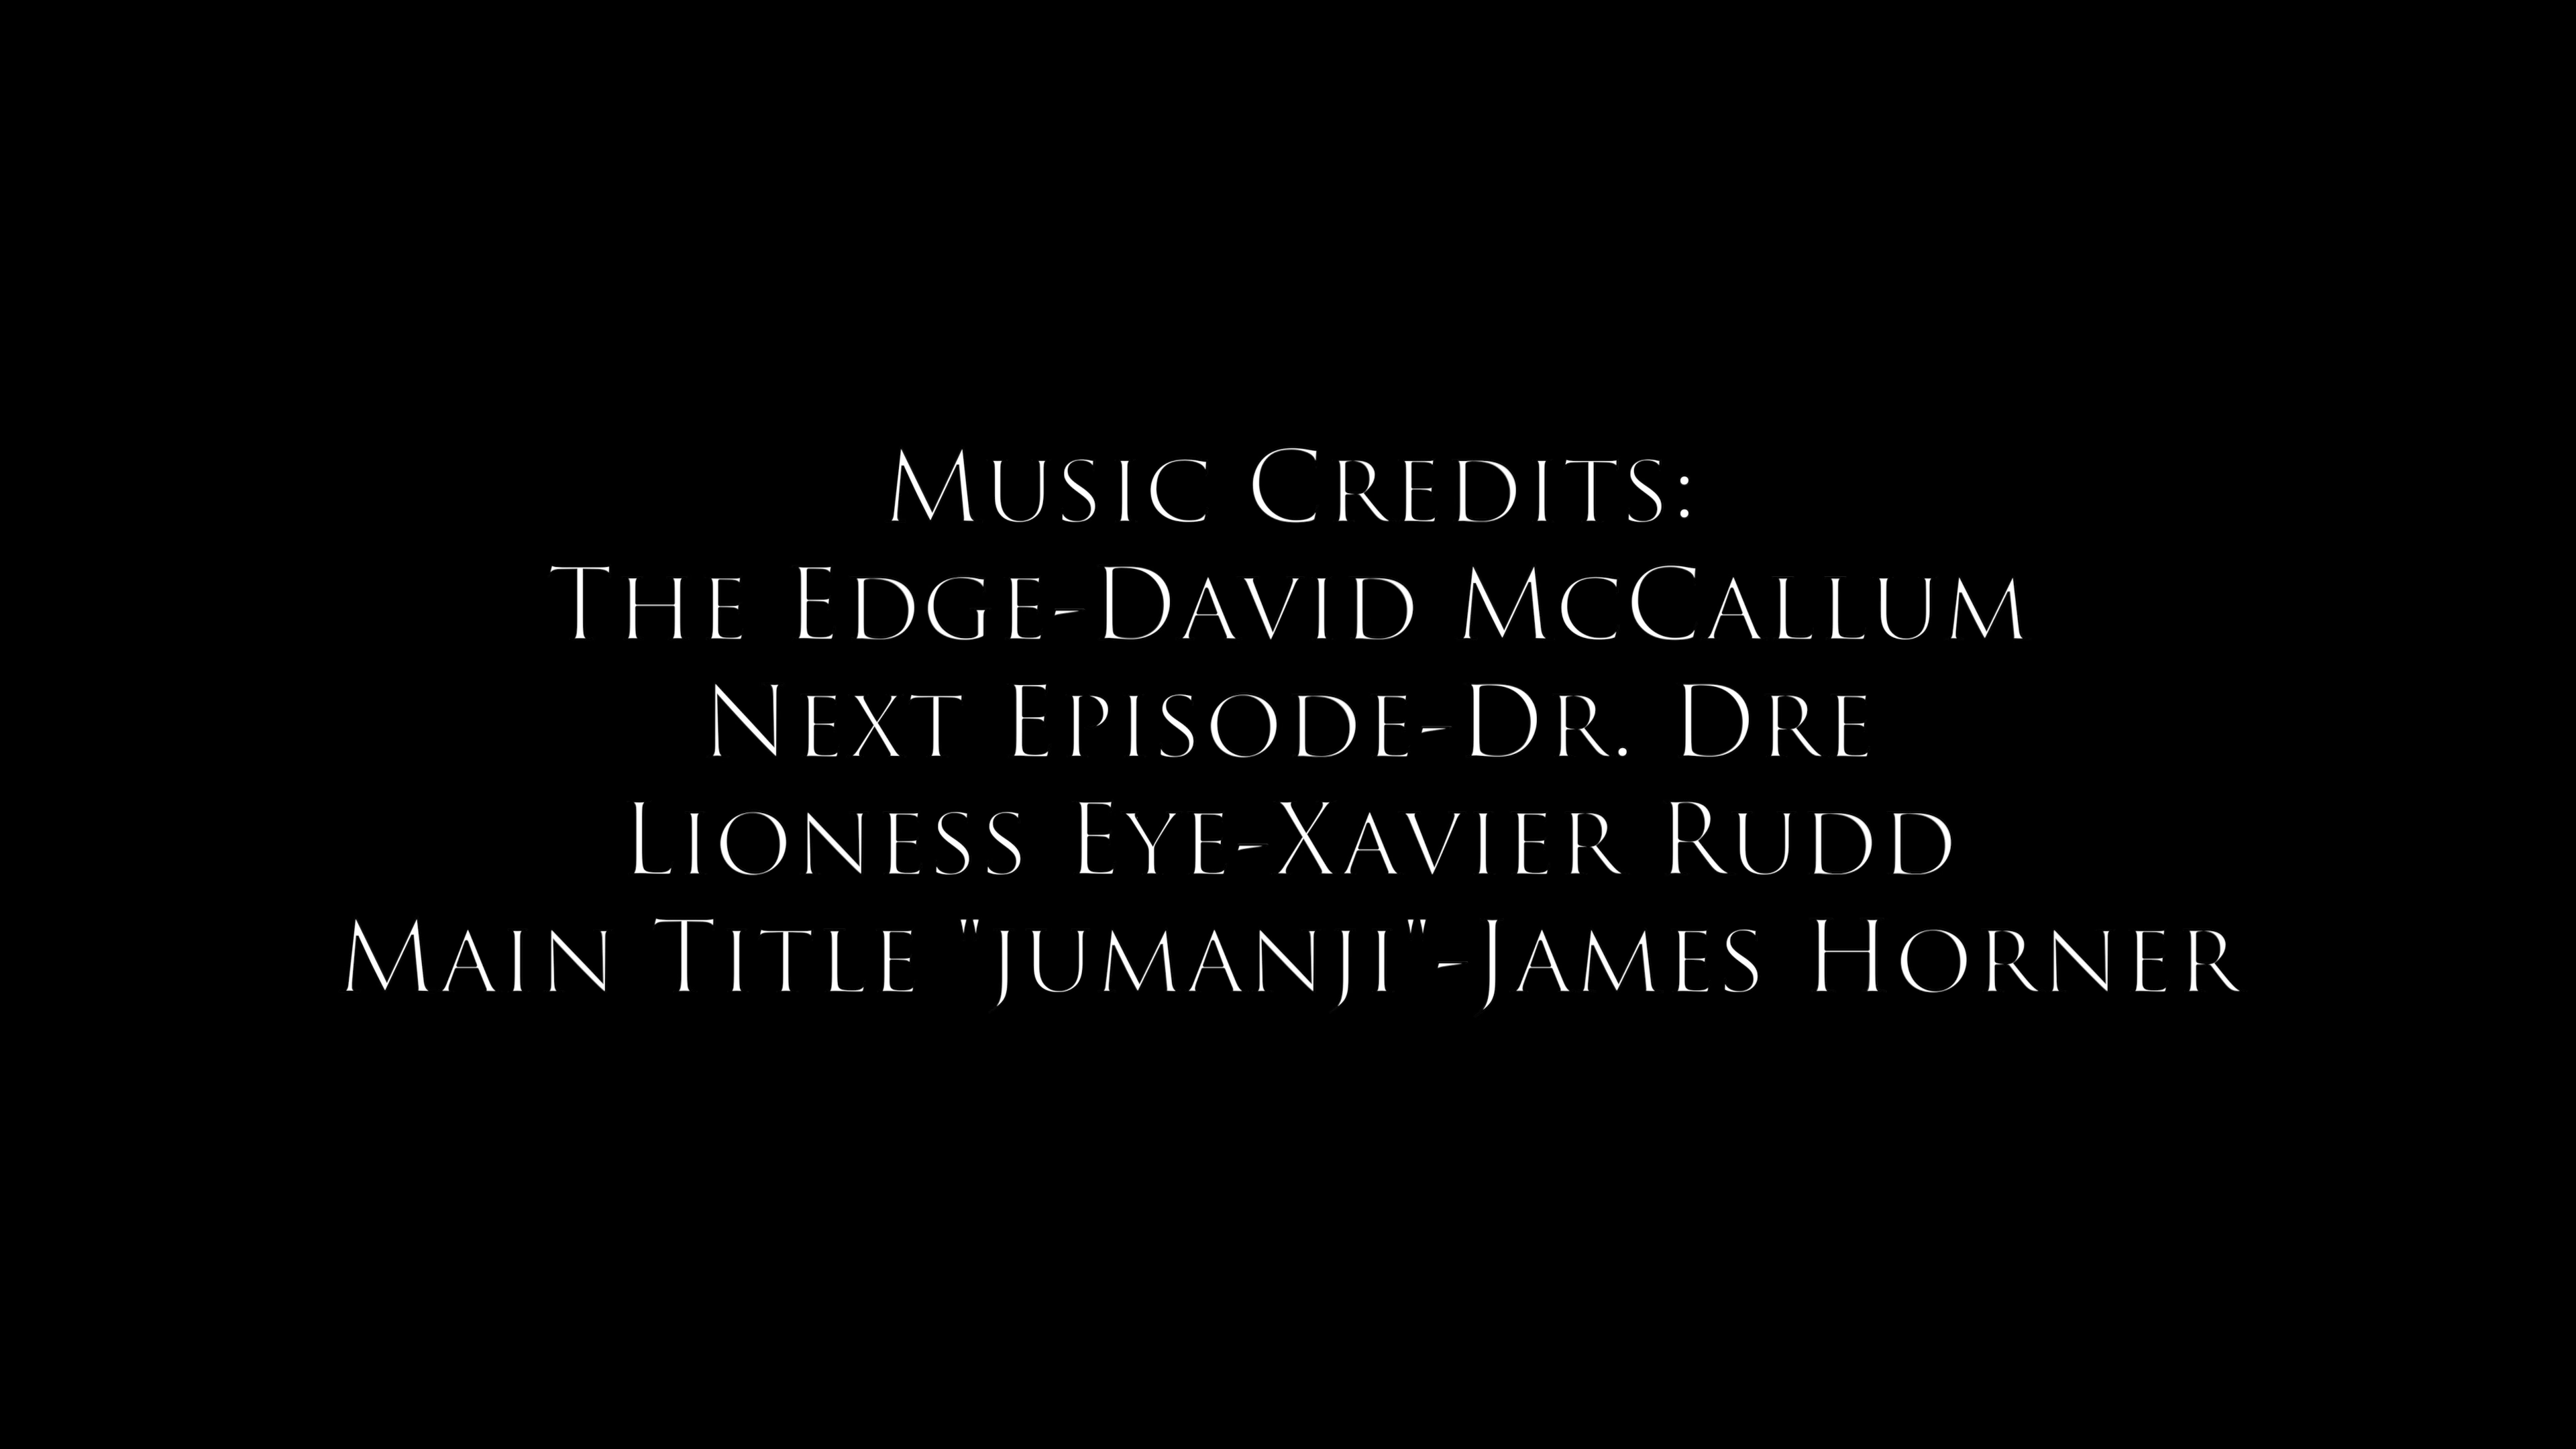 Music Credits:
The Edge-David McCallum
Next Episode-Dr. Dre
Lioness Eye-Xavier Rudd
Main Title "jumanji"-James Horner